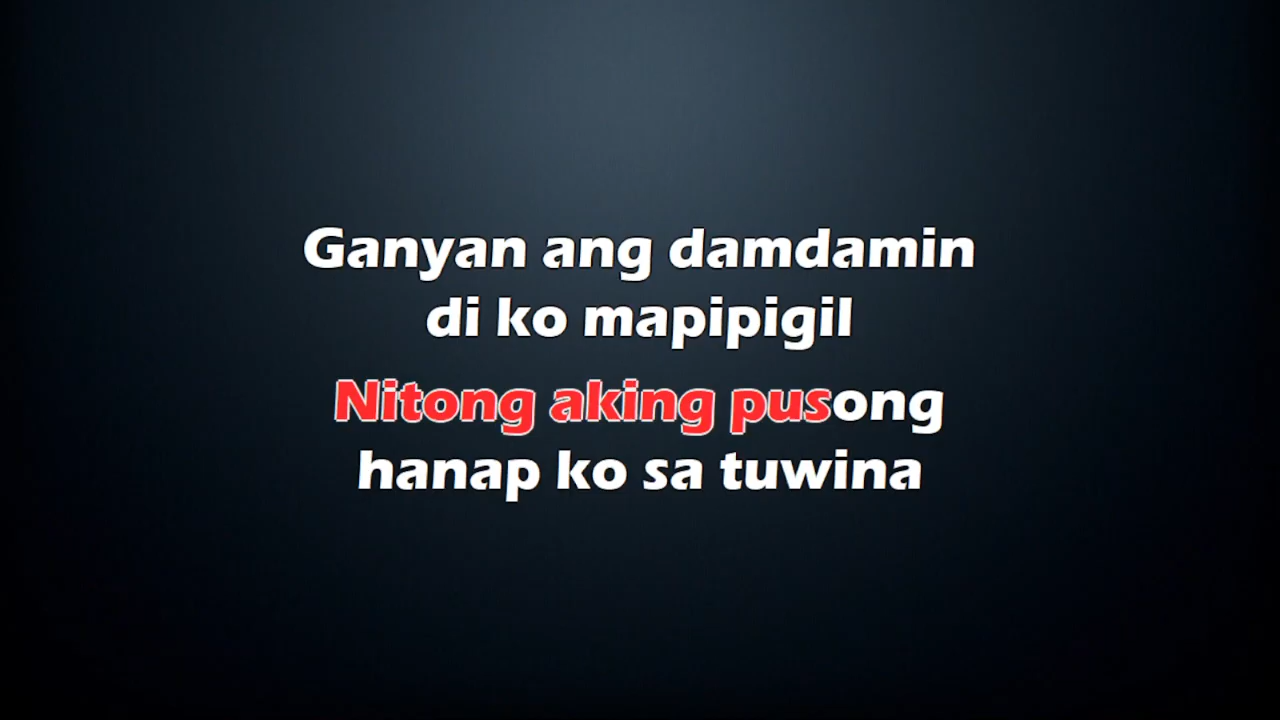 Ganyan ang damdamin
di ko mapipigil
Nitong aking pusong
hanap ko sa tuwina